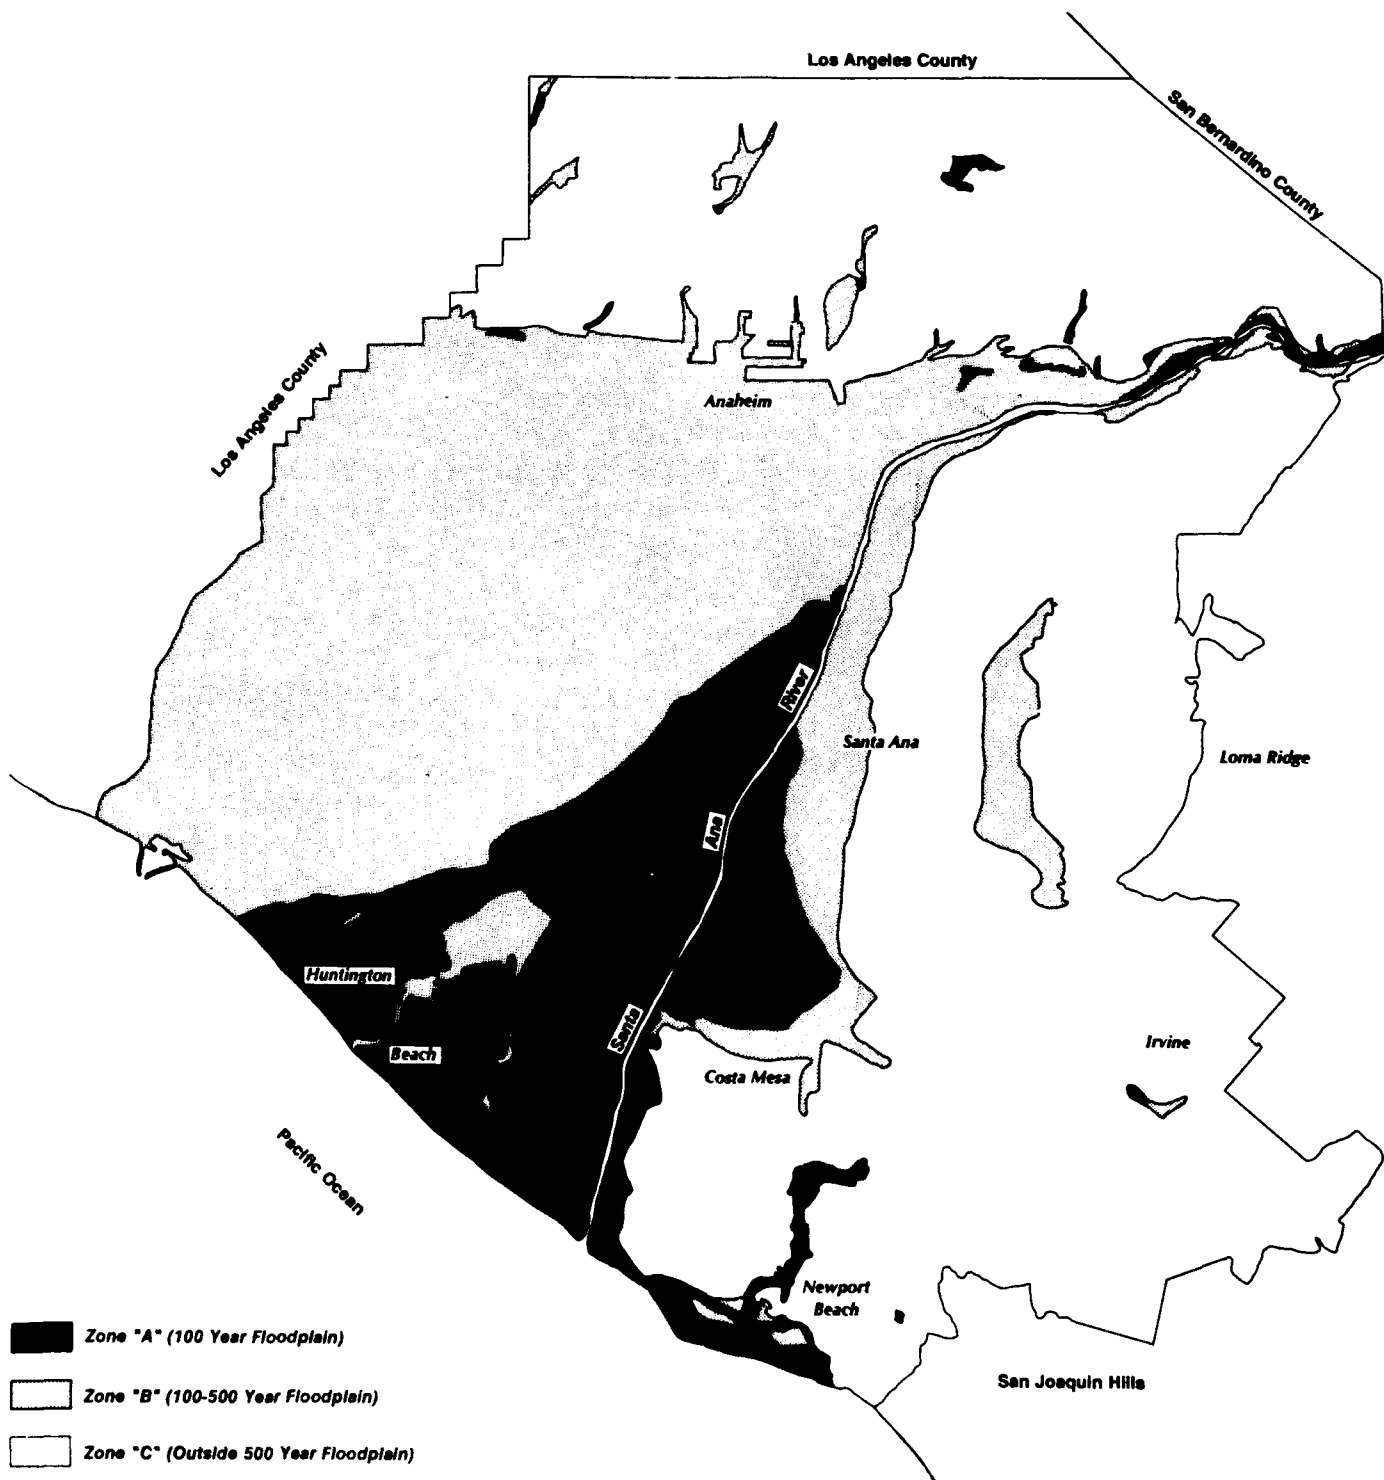 Los Angeles County
San Bernardino County
Los Angeles County
Anaheim
River
Santa Ana
Loma Ridge
Ana
Huntington
Santa
Beach
Irvine
Costa Mesa
Pacific Ocean
Newport
Beach
Zone "A" (100 Year Floodplain)
San Joaquin Hills
Zone "B" (100-500 Year Floodplain)
Zone "C" (Outside 500 Year Floodplain)